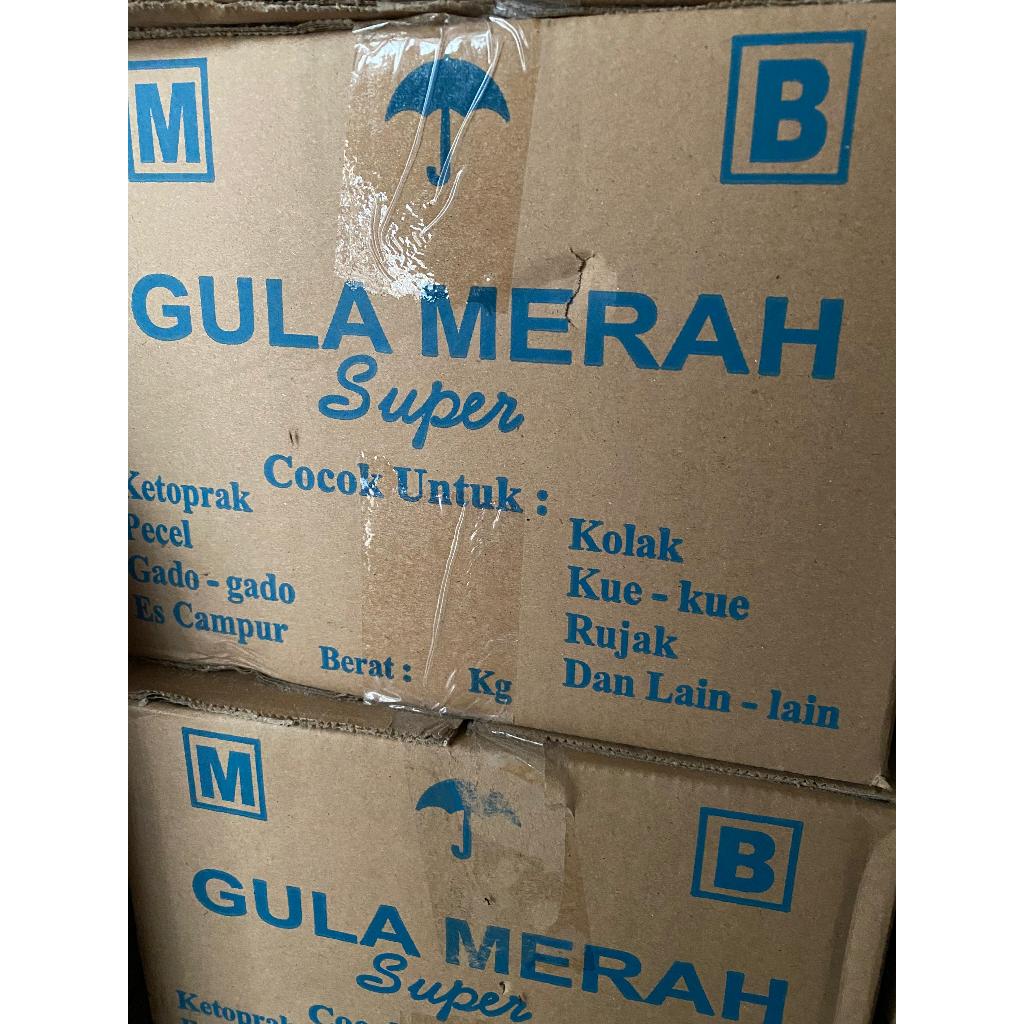 M B
GULA MERAH
Super
Cocok Untuk :
Ketoprak
Pecel
Gado - gado
Es Campur
Kolak
Kue - kue
Rujak
Dan Lain - lain
Berat : Kg
M B
GULA MERAH
Super
Ketoprak